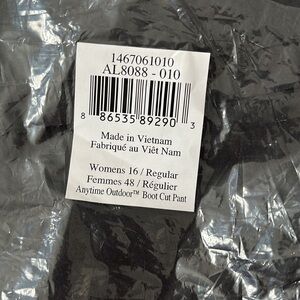 1467061010
AL8088 - 010
8 86535 89290 3
Made in Vietnam
Fabriqué au Viêt Nam
Womens 16 / Regular
Femmes 48 / Régulier
Anytime Outdoor™ Boot Cut Pant